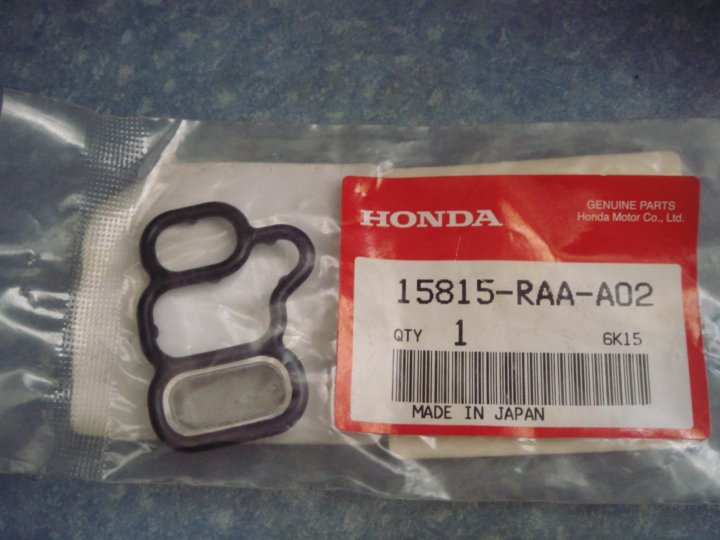 HONDA
GENUINE PARTS
Honda Motor Co., Ltd.
15815-RAA-A02
QTY 1 6K15
MADE IN JAPAN